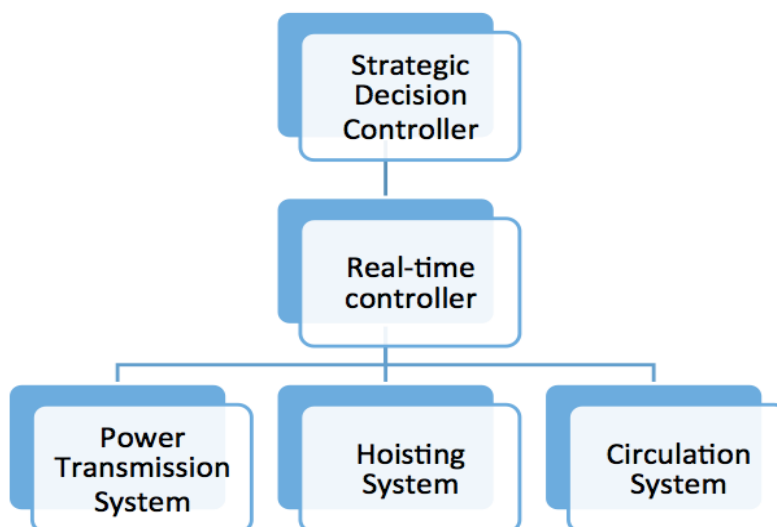 Strategic
Decision
Controller
Real-time
controller
Power
Transmission
System
Hoisting
System
Circulation
System